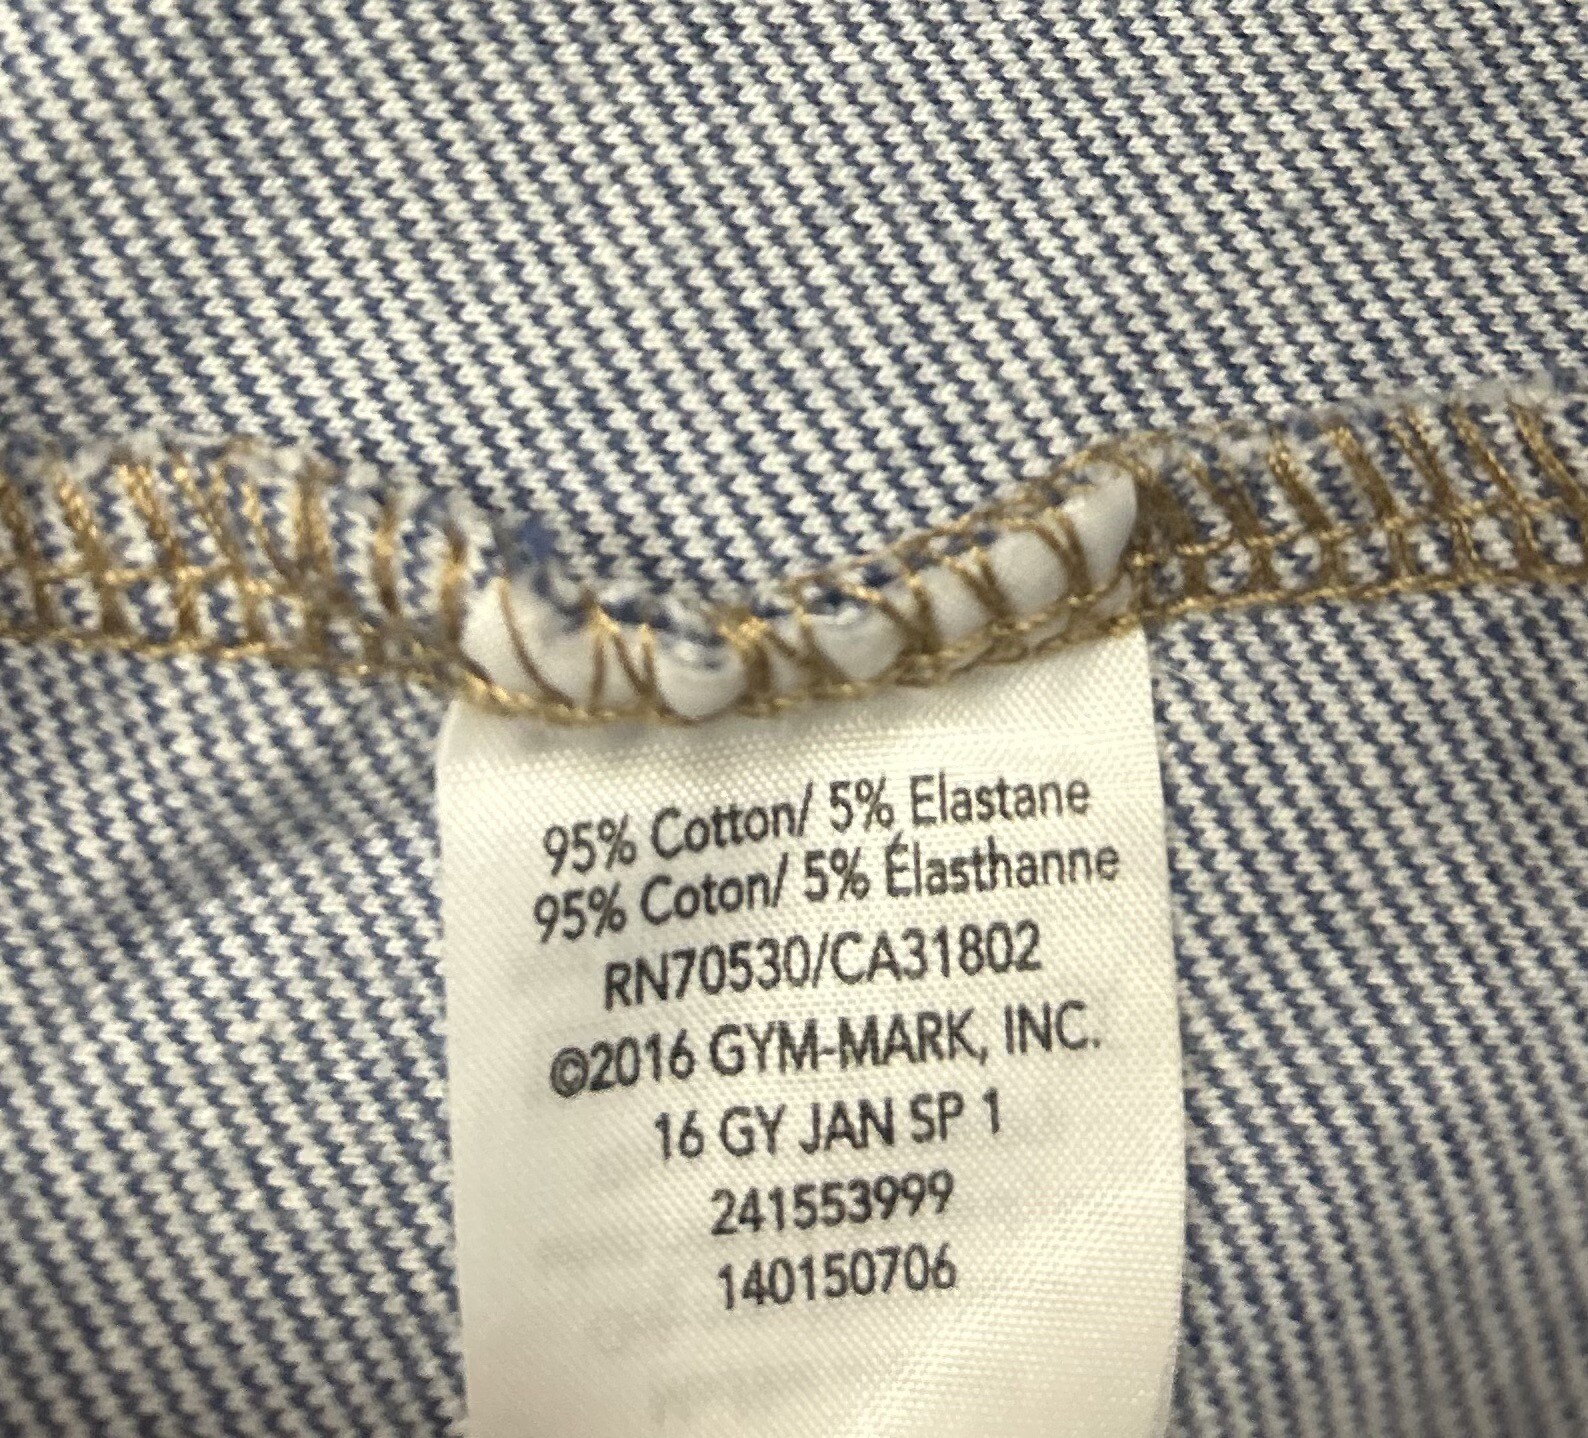 95% Cotton/ 5% Elastane
95% Coton/ 5% Élasthanne
RN70530/CA31802
©2016 GYM-MARK, INC.
16 GY JAN SP 1
241553999
140150706